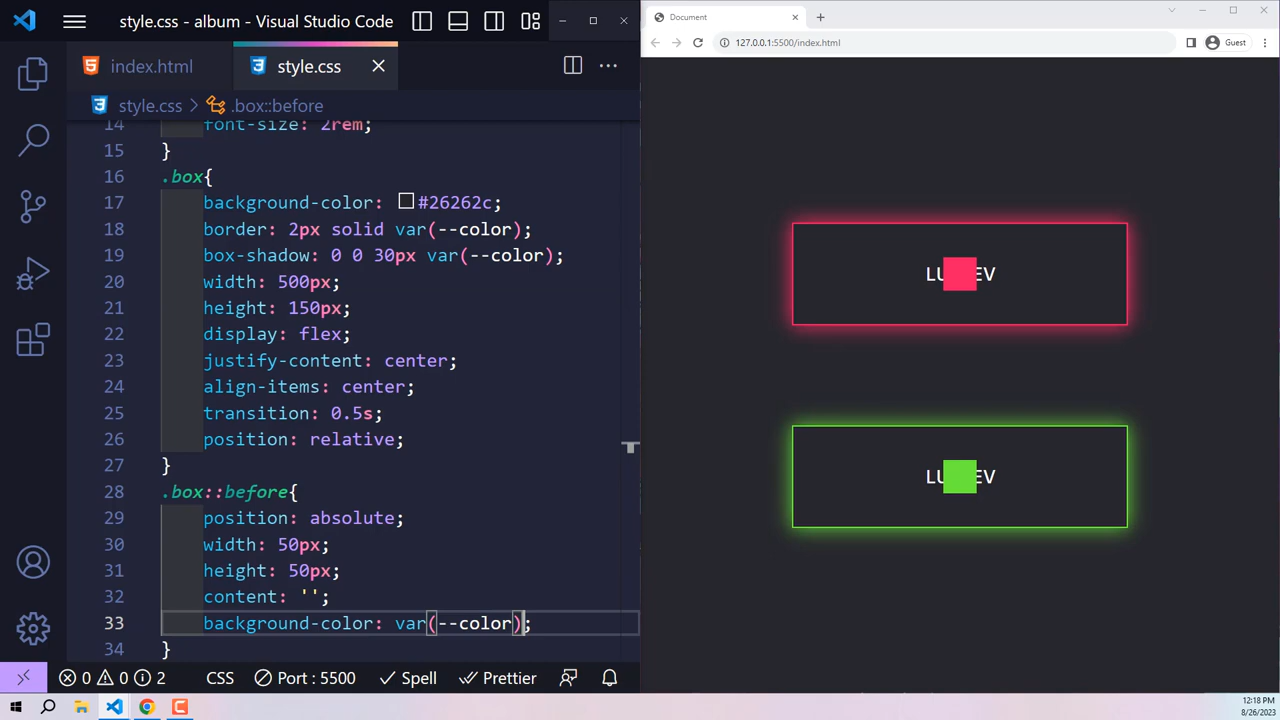 style.css - album - Visual Studio Code
index.html
style.css
style.css > .box::before
14 font-size: 2rem;
15 }
16 .box{
17 background-color: #26262c;
18 border: 2px solid var(--color);
19 box-shadow: 0 0 30px var(--color);
20 width: 500px;
21 height: 150px;
22 display: flex;
23 justify-content: center;
24 align-items: center;
25 transition: 0.5s;
26 position: relative;
27 }
28 .box::before{
29 position: absolute;
30 width: 50px;
31 height: 50px;
32 content: '';
33 background-color: var(--color);
34 }
0 0 2 CSS Port : 5500 Spell Prettier
Document
127.0.0.1:5500/index.html
Guest
LU EV
LU EV
12:18 PM
8/26/2023